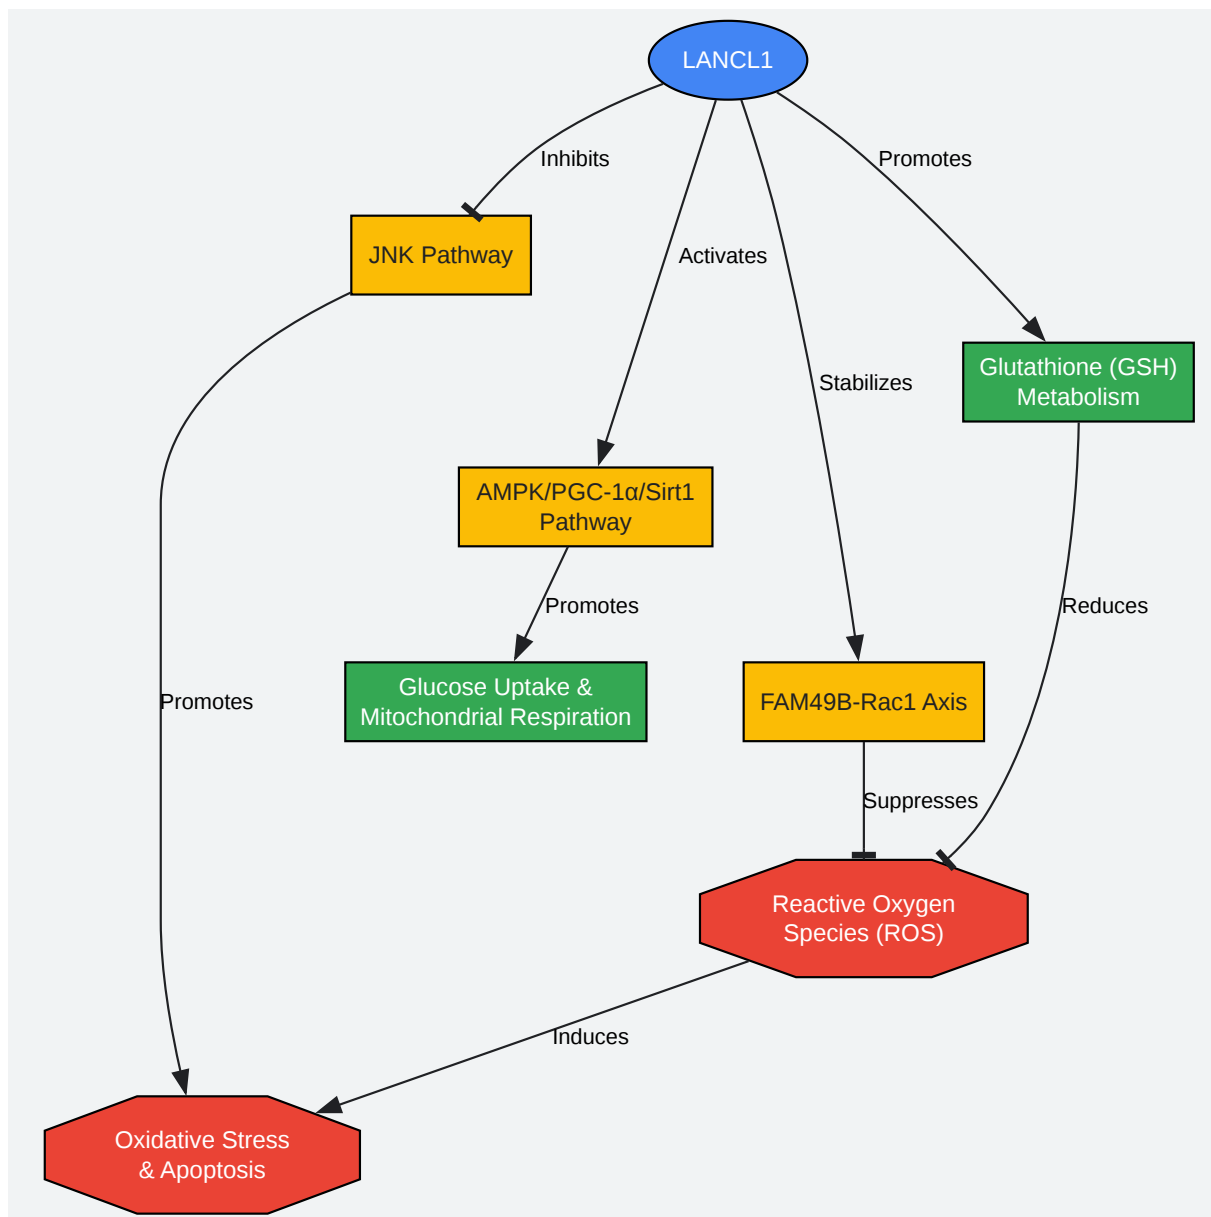 LANCL1
Inhibits
Promotes
JNK Pathway
Activates
Glutathione (GSH)
Metabolism
Stabilizes
AMPK/PGC-1α/Sirt1
Pathway
Promotes
Reduces
Glucose Uptake &
Mitochondrial Respiration
FAM49B-Rac1 Axis
Promotes
Suppresses
Reactive Oxygen
Species (ROS)
Induces
Oxidative Stress
& Apoptosis